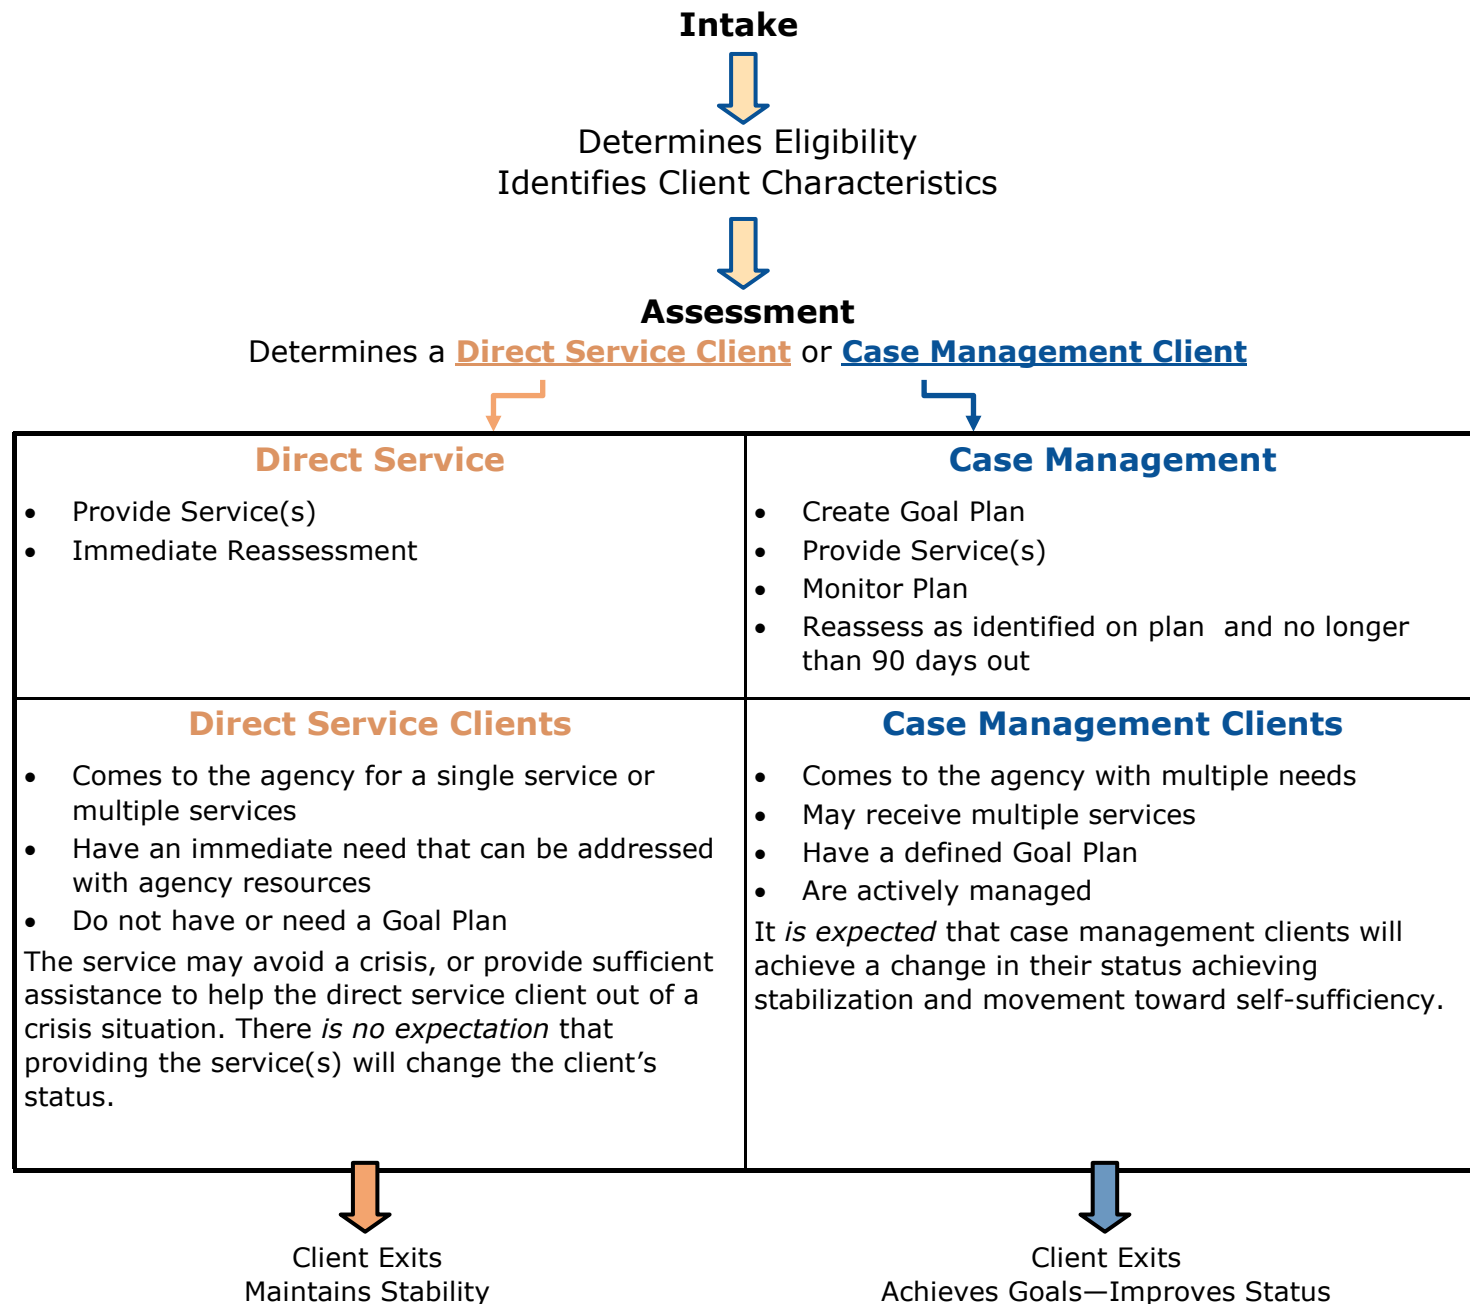 Intake
Determines Eligibility
Identifies Client Characteristics
Assessment
Determines a Direct Service Client or Case Management Client
Direct Service
• Provide Service(s)
• Immediate Reassessment
Case Management
• Create Goal Plan
• Provide Service(s)
• Monitor Plan
• Reassess as identified on plan  and no longer
than 90 days out
Direct Service Clients
• Comes to the agency for a single service or
multiple services
• Have an immediate need that can be addressed
with agency resources
• Do not have or need a Goal Plan
The service may avoid a crisis, or provide sufficient
assistance to help the direct service client out of a
crisis situation. There is no expectation that
providing the service(s) will change the client’s
status.
Case Management Clients
• Comes to the agency with multiple needs
• May receive multiple services
• Have a defined Goal Plan
• Are actively managed
It is expected that case management clients will
achieve a change in their status achieving
stabilization and movement toward self-sufficiency.
Client Exits
Maintains Stability
Client Exits
Achieves Goals—Improves Status